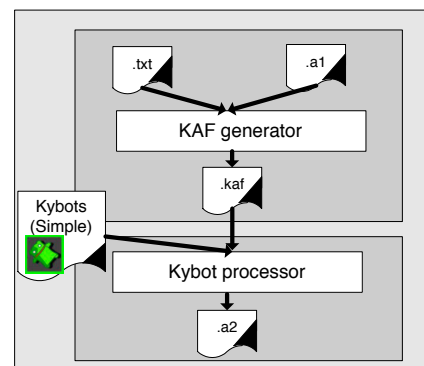 .txt
.a1
KAF generator
.kaf
Kybots
(Simple)
Kybot processor
.a2